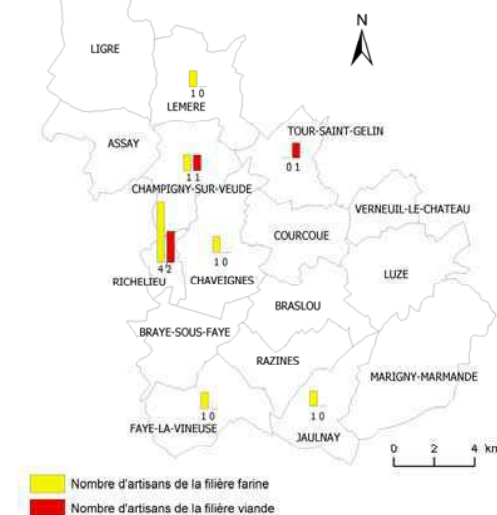 N
LIGRE
1 0
LEMERE
TOUR-SAINT-GELIN
ASSAY
0 1
1 1
CHAMPIGNY-SUR-VEUDE
VERNEUIL-LE-CHATEAU
COURCOUE
1 0
4 2
LUZE
RICHELIEU
CHAVEIGNES
BRASLOU
BRAYE-SOUS-FAYE
RAZINES
MARIGNY-MARMANDE
1 0
1 0
FAYE-LA-VINEUSE
JAULNAY
0 2 4 km
Nombre d'artisans de la filière farine
Nombre d'artisans de la filière viande